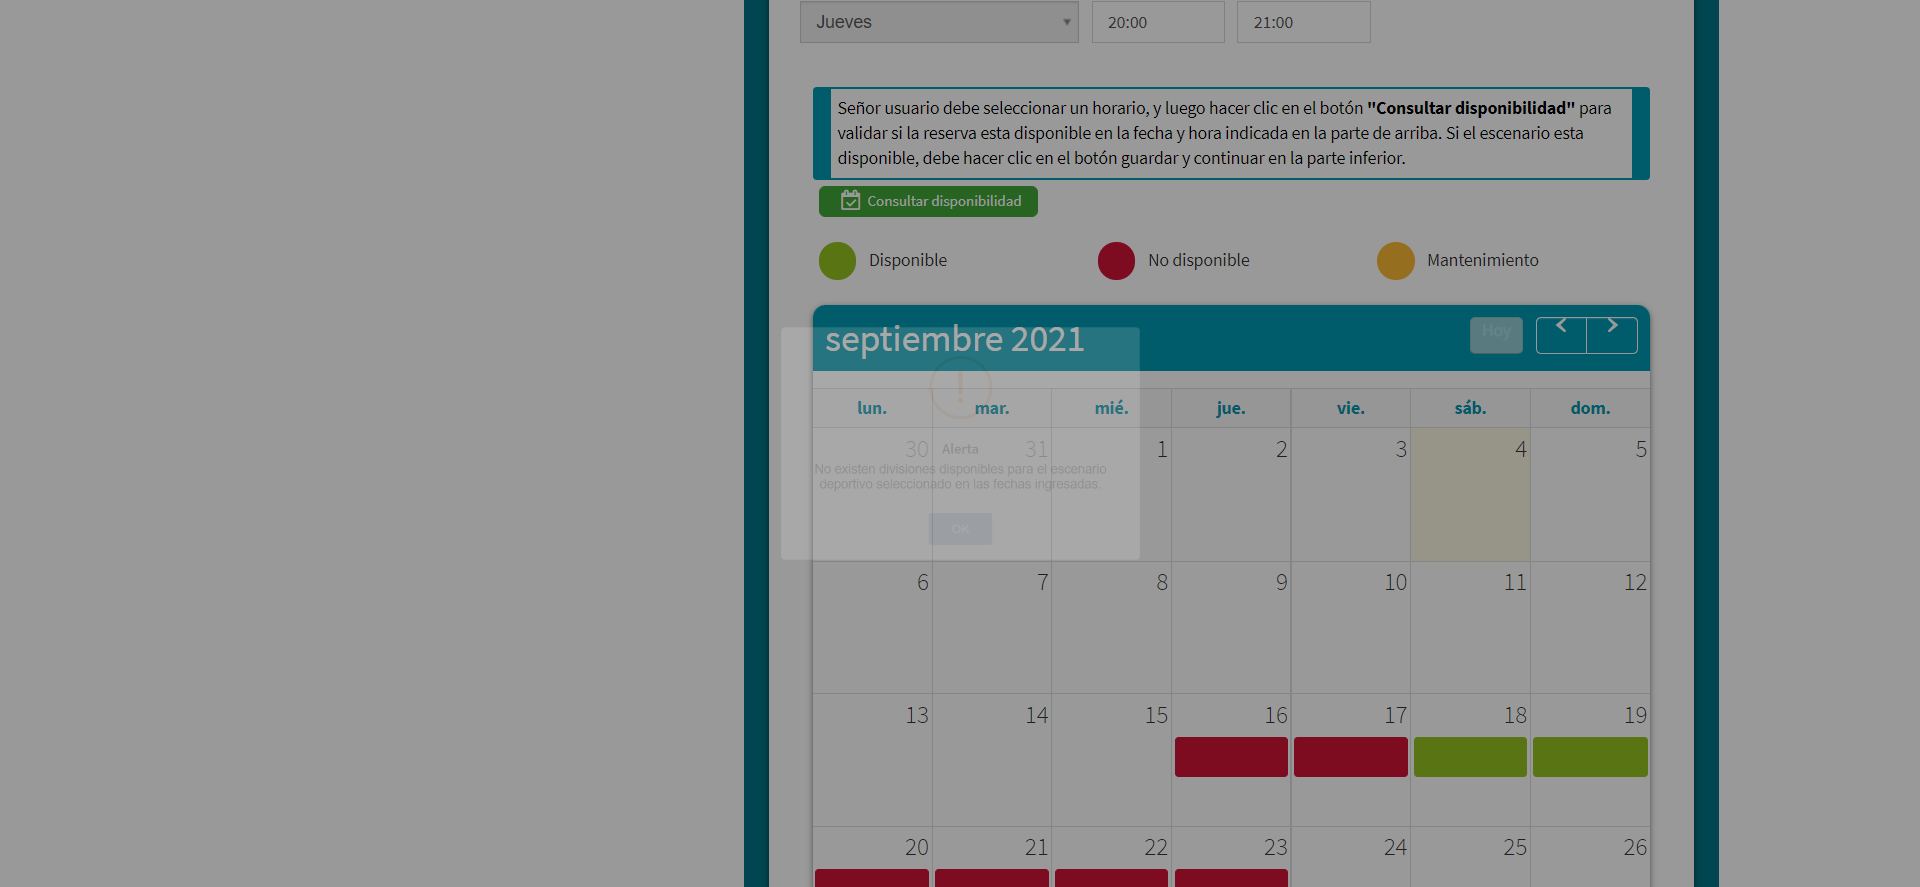 Jueves 20:00 21:00
Señor usuario debe seleccionar un horario, y luego hacer clic en el botón "Consultar disponibilidad" para
validar si la reserva esta disponible en la fecha y hora indicada en la parte de arriba. Si el escenario esta
disponible, debe hacer clic en el botón guardar y continuar en la parte inferior.
Consultar disponibilidad
Disponible No disponible Mantenimiento
septiembre 2021 Hoy
lun. mar. mié. jue. vie. sáb. dom.
30 31 1 2 3 4 5
Alerta
No existen divisiones disponibles para el escenario
deportivo seleccionado en las fechas ingresadas.
OK
6 7 8 9 10 11 12
13 14 15 16 17 18 19
20 21 22 23 24 25 26